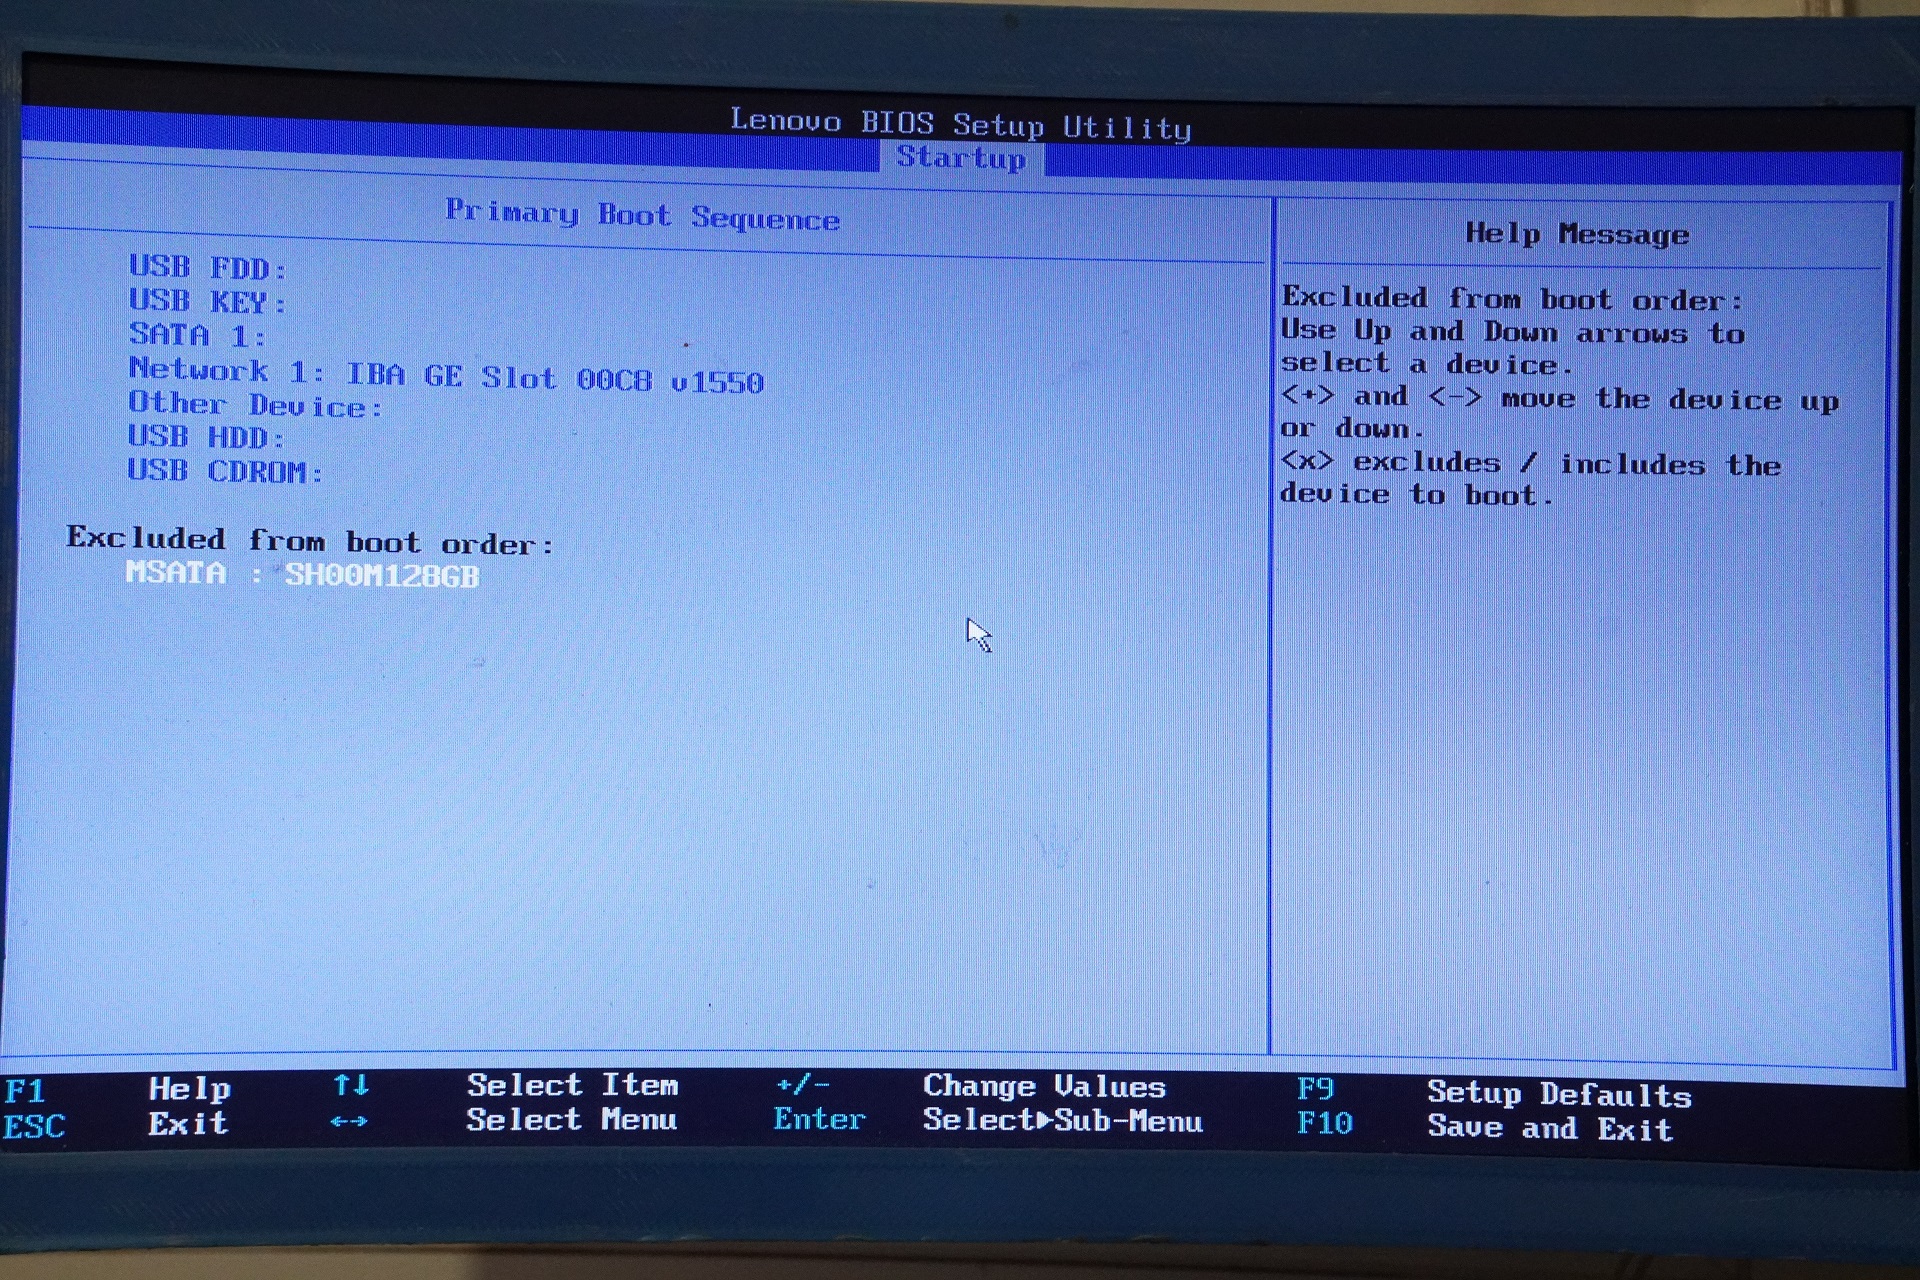 Lenovo BIOS Setup Utility
Startup
Primary Boot Sequence
USB FDD:
USB KEY:
SATA 1:
Network 1: IBA GE Slot 00C8 v1550
Other Device:
USB HDD:
USB CDROM:
Excluded from boot order:
MSATA : SH00M128GB
Help Message
Excluded from boot order:
Use Up and Down arrows to
select a device.
<+> and <-> move the device up
or down.
<x> excludes / includes the
device to boot.
F1 Help ↑↓ Select Item +/- Change Values F9 Setup Defaults
ESC Exit ←→ Select Menu Enter Select▶Sub-Menu F10 Save and Exit